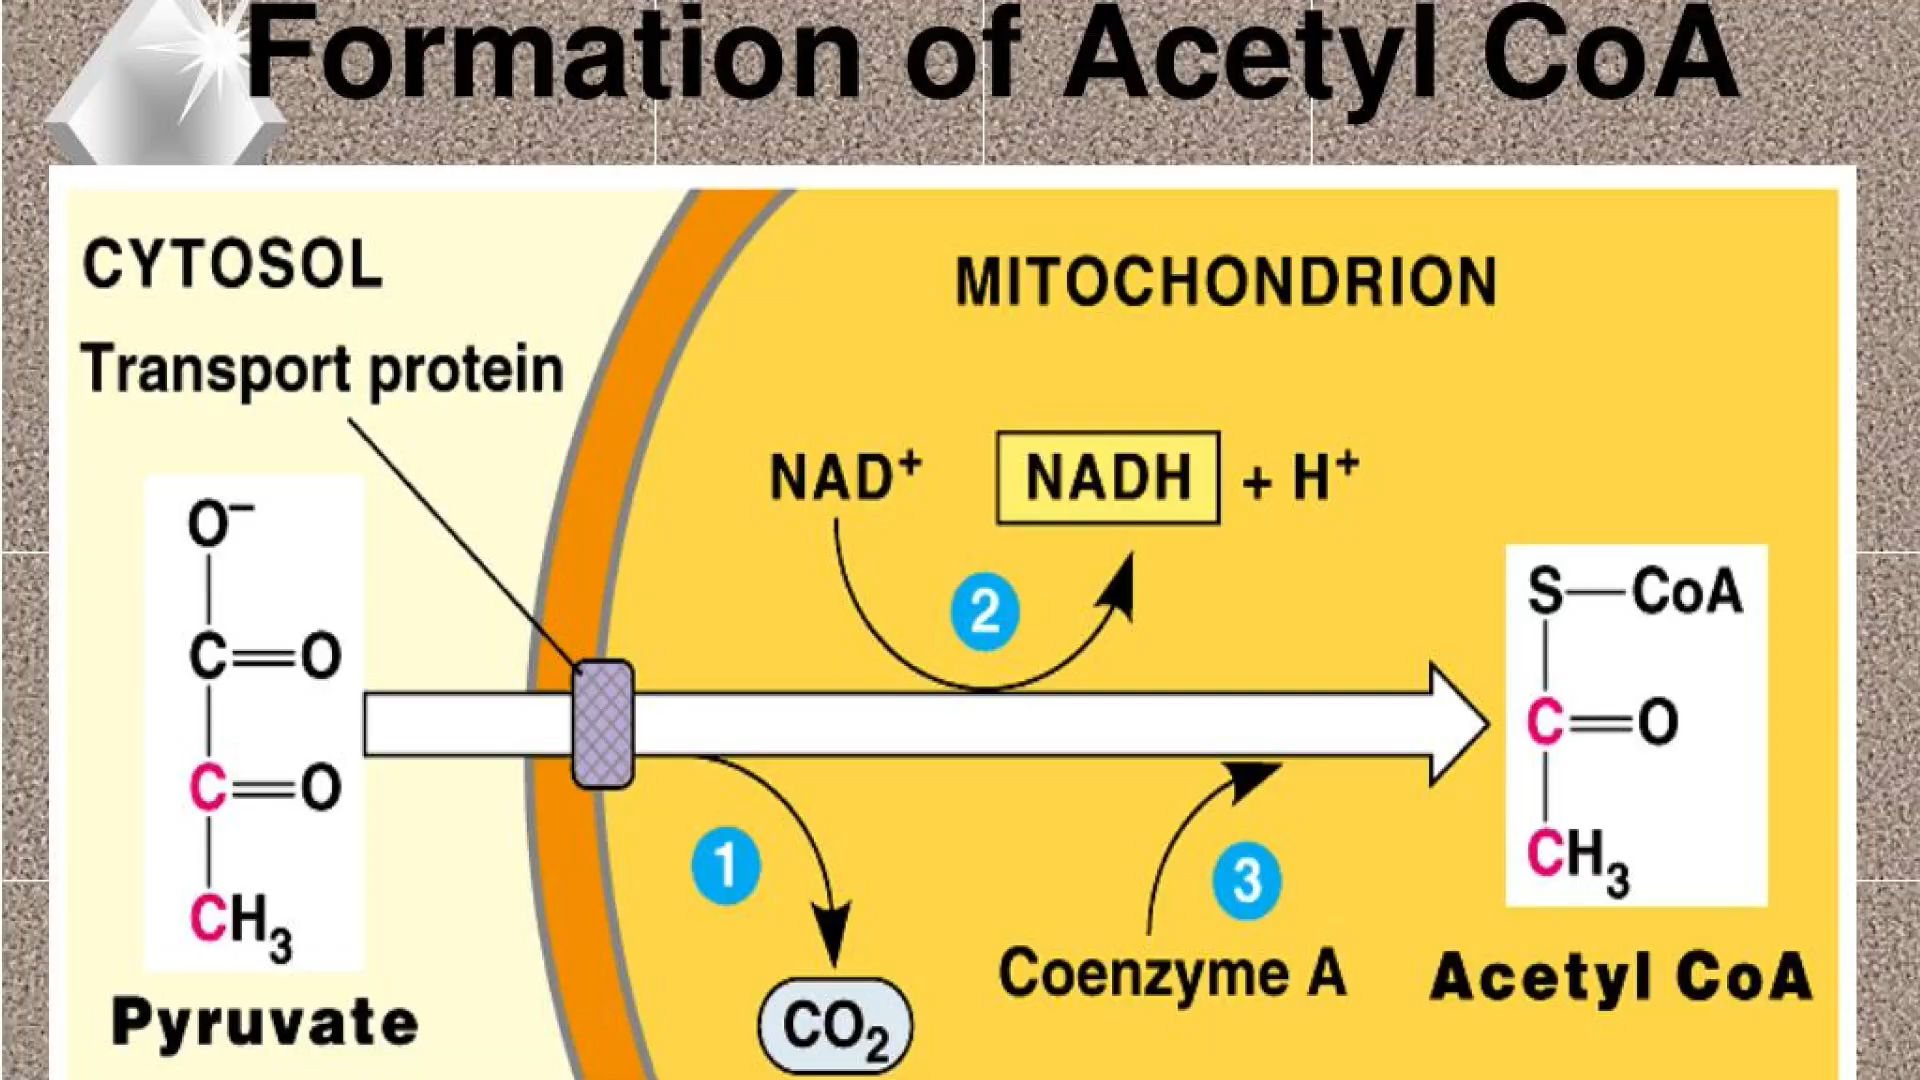 Formation of Acetyl CoA
CYTOSOL
MITOCHONDRION
Transport protein
NAD⁺ NADH + H⁺
O⁻
C=O
C=O
CH₃
Pyruvate
2
1
3
CO₂
Coenzyme A
S—CoA
C=O
CH₃
Acetyl CoA